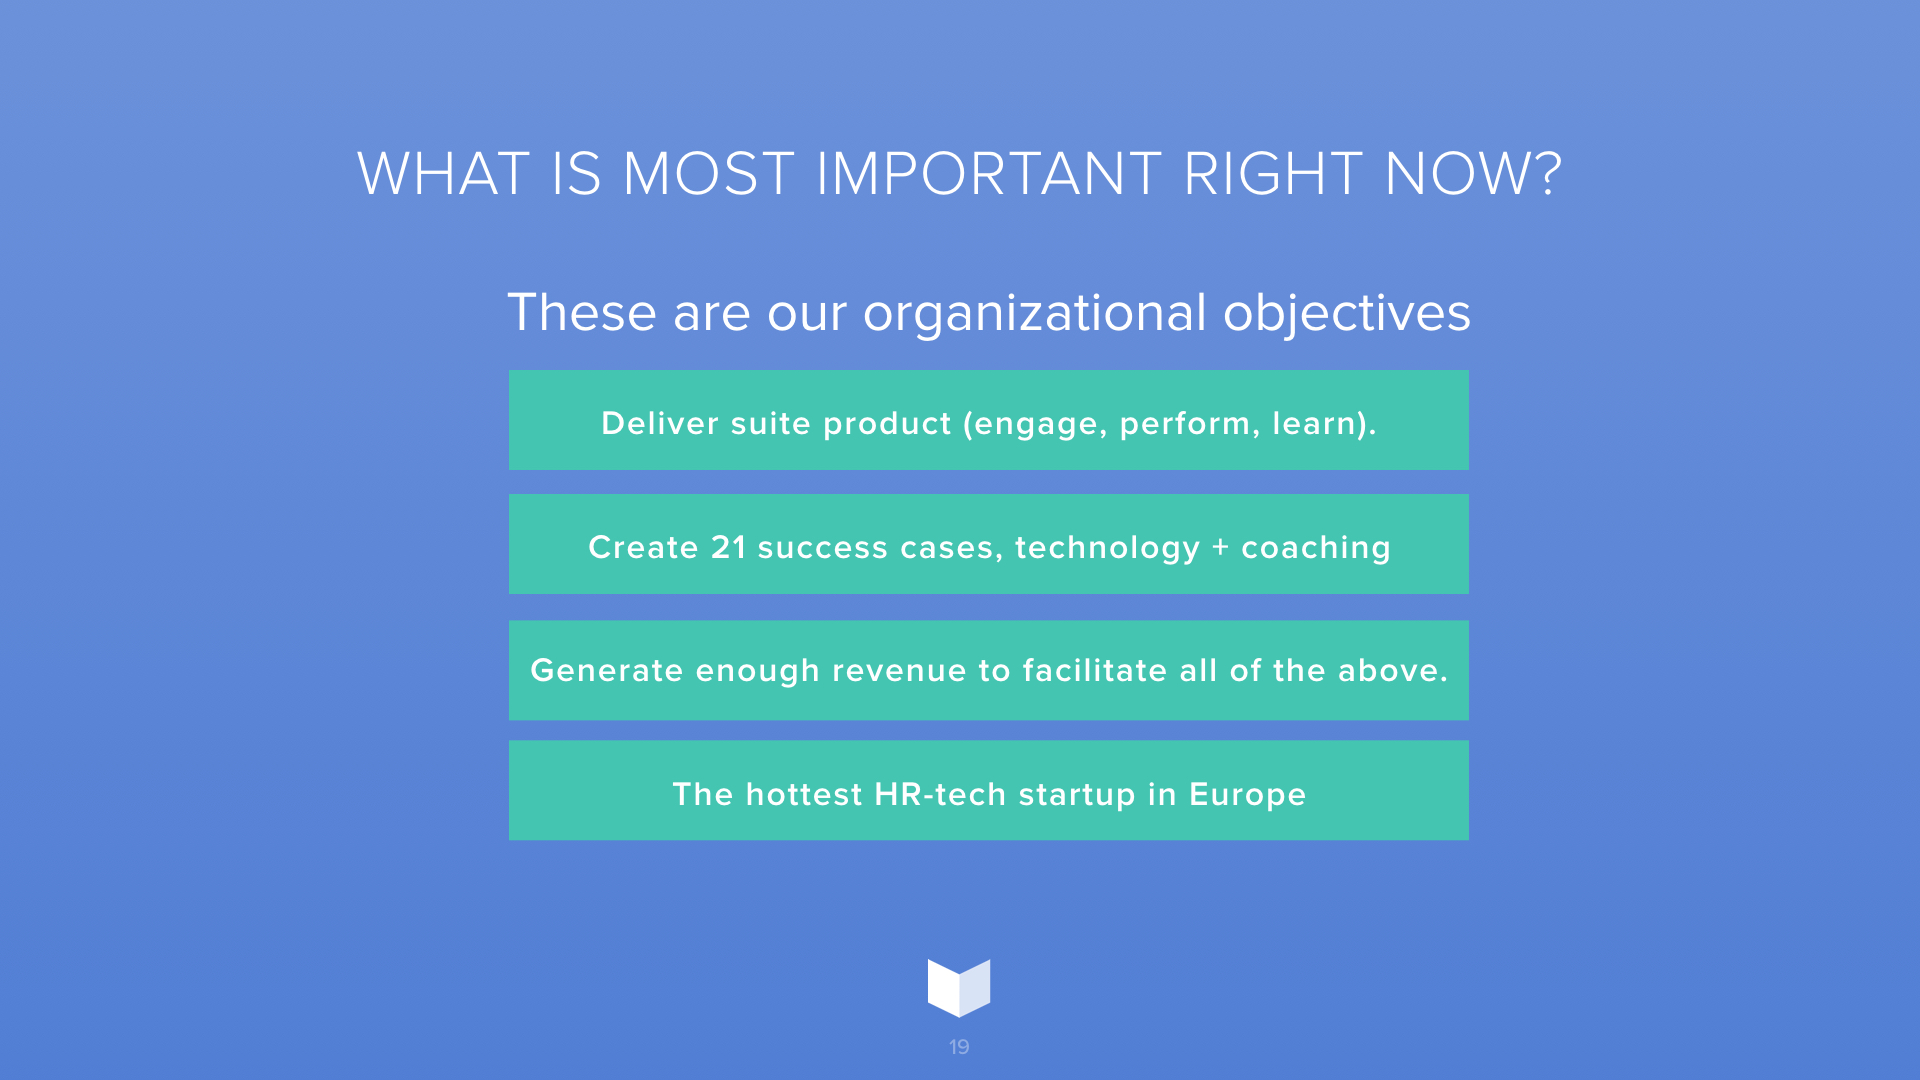 WHAT IS MOST IMPORTANT RIGHT NOW?
These are our organizational objectives
Deliver suite product (engage, perform, learn).
Create 21 success cases, technology + coaching
Generate enough revenue to facilitate all of the above.
The hottest HR-tech startup in Europe
19